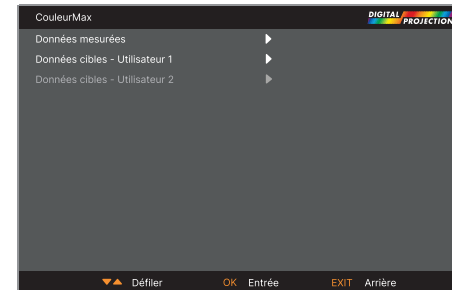 CouleurMax DIGITAL PROJECTION
Données mesurées
Données cibles - Utilisateur 1
Données cibles - Utilisateur 2
Défiler OK Entrée EXIT Arrière